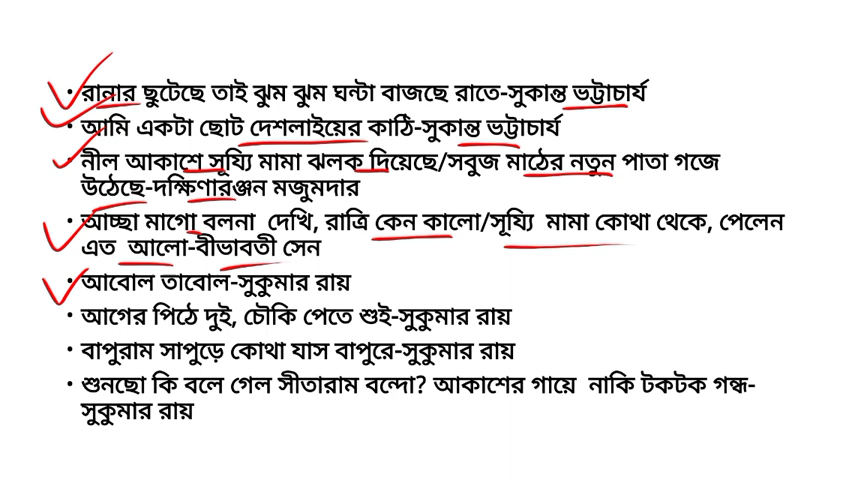 • রানার ছুটেছে তাই ঝুম ঝুম ঘন্টা বাজছে রাতে-সুকান্ত ভট্টাচার্য
• আমি একটা ছোট দেশলাইয়ের কাঠি-সুকান্ত ভট্টাচার্য
• নীল আকাশে সূয্যি মামা ঝলক দিয়েছে/সবুজ মাঠের নতুন পাতা গজে
উঠেছে-দক্ষিণারঞ্জন মজুমদার
• আচ্ছা মাগো বলনা দেখি, রাত্রি কেন কালো/সূয্যি মামা কোথা থেকে, পেলেন
এত আলো-বীভাবতী সেন
• আবোল তাবোল-সুকুমার রায়
• আগের পিঠে দুই, চৌকি পেতে শুই-সুকুমার রায়
• বাপুরাম সাপুড়ে কোথা যাস বাপুরে-সুকুমার রায়
• শুনছো কি বলে গেল সীতারাম বন্দো? আকাশের গায়ে নাকি টকটক গন্ধ-
সুকুমার রায়